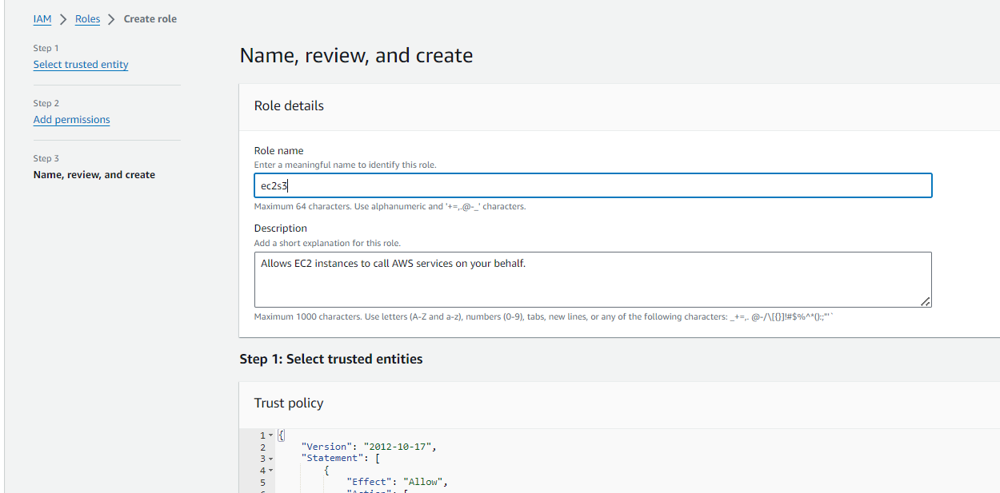 IAM > Roles > Create role
Step 1
Select trusted entity
Step 2
Add permissions
Step 3
Name, review, and create
Name, review, and create
Role details
Role name
Enter a meaningful name to identify this role.
ec2s3
Maximum 64 characters. Use alphanumeric and '+=,.@-_' characters.
Description
Add a short explanation for this role.
Allows EC2 instances to call AWS services on your behalf.
Maximum 1000 characters. Use letters (A-Z and a-z), numbers (0-9), tabs, new lines, or any of the following characters: _+=,. @-/\[{}]!#$%^*();:"'`
Step 1: Select trusted entities
Trust policy
1 {
2 "Version": "2012-10-17",
3 "Statement": [
4 {
5 "Effect": "Allow",
6 "Action": [